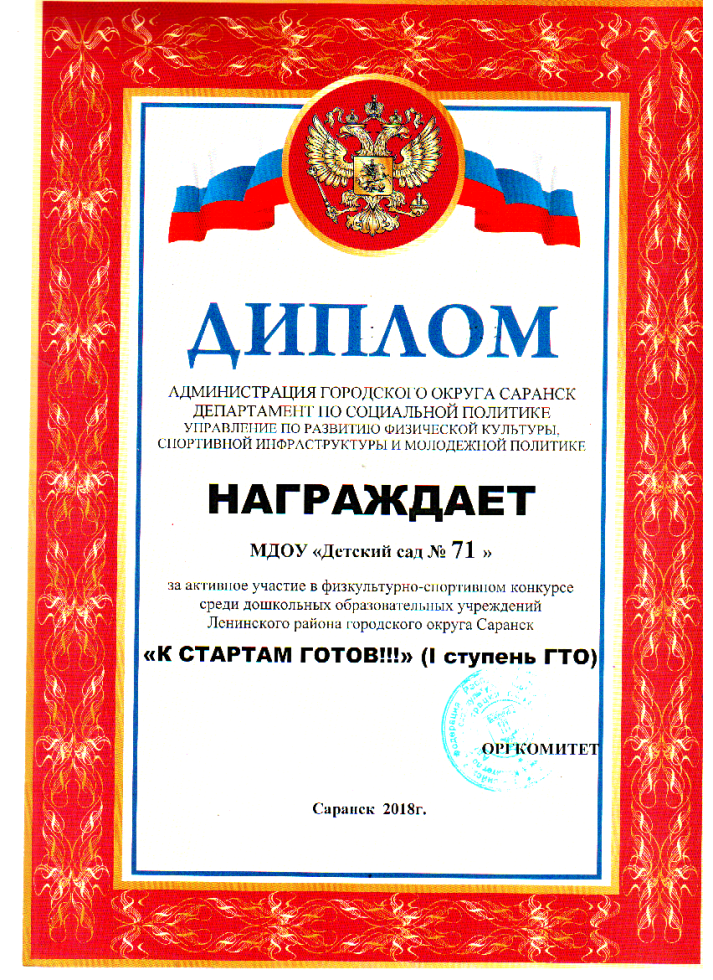 ДИПЛОМ
АДМИНИСТРАЦИЯ ГОРОДСКОГО ОКРУГА САРАНСК
ДЕПАРТАМЕНТ ПО СОЦИАЛЬНОЙ ПОЛИТИКЕ
УПРАВЛЕНИЕ ПО РАЗВИТИЮ ФИЗИЧЕСКОЙ КУЛЬТУРЫ,
СПОРТИВНОЙ ИНФРАСТРУКТУРЫ И МОЛОДЕЖНОЙ ПОЛИТИКЕ
НАГРАЖДАЕТ
МДОУ «Детский сад № 71 »
за активное участие в физкультурно-спортивном конкурсе
среди дошкольных образовательных учреждений
Ленинского района городского округа Саранск
«К СТАРТАМ ГОТОВ!!!» (I ступень ГТО)
ОРГКОМИТЕТ
Саранск 2018г.